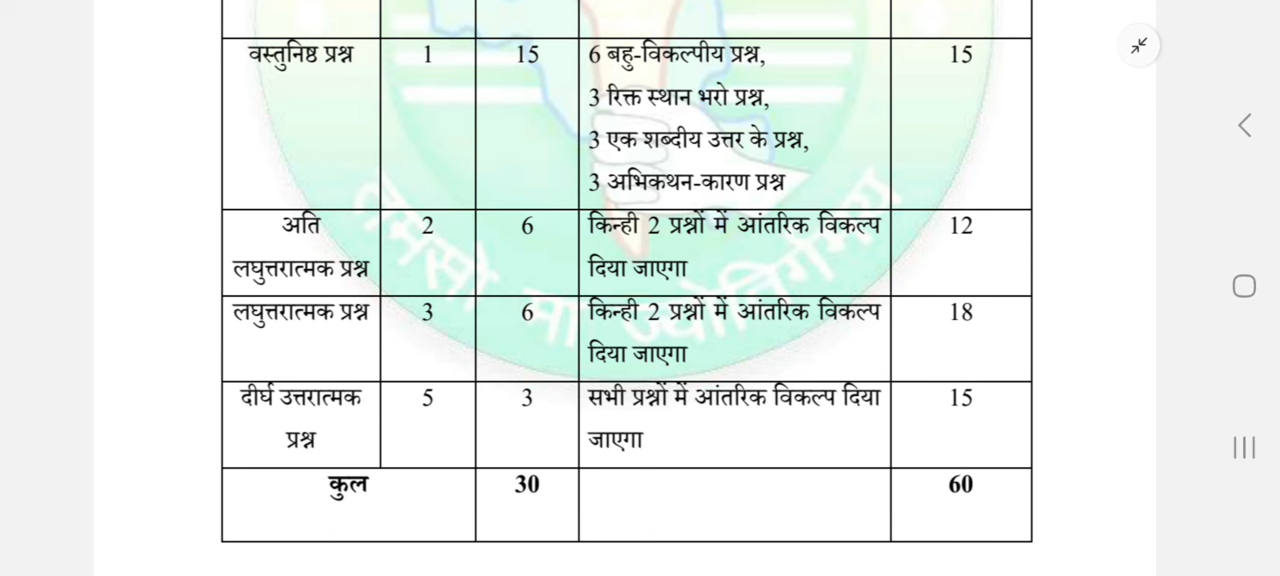 वस्तुनिष्ठ प्रश्न 1 15 6 बहु-विकल्पीय प्रश्न, 15
3 रिक्त स्थान भरो प्रश्न,
3 एक शब्दीय उत्तर के प्रश्न,
3 अभिकथन-कारण प्रश्न
अति 2 6 किन्ही 2 प्रश्नों में आंतरिक विकल्प 12
लघुत्तरात्मक प्रश्न दिया जाएगा
लघुत्तरात्मक प्रश्न 3 6 किन्ही 2 प्रश्नों में आंतरिक विकल्प 18
दिया जाएगा
दीर्घ उत्तरात्मक 5 3 सभी प्रश्नों में आंतरिक विकल्प दिया 15
प्रश्न जाएगा
कुल 30 60
तमसो मा ज्योतिर्गमय